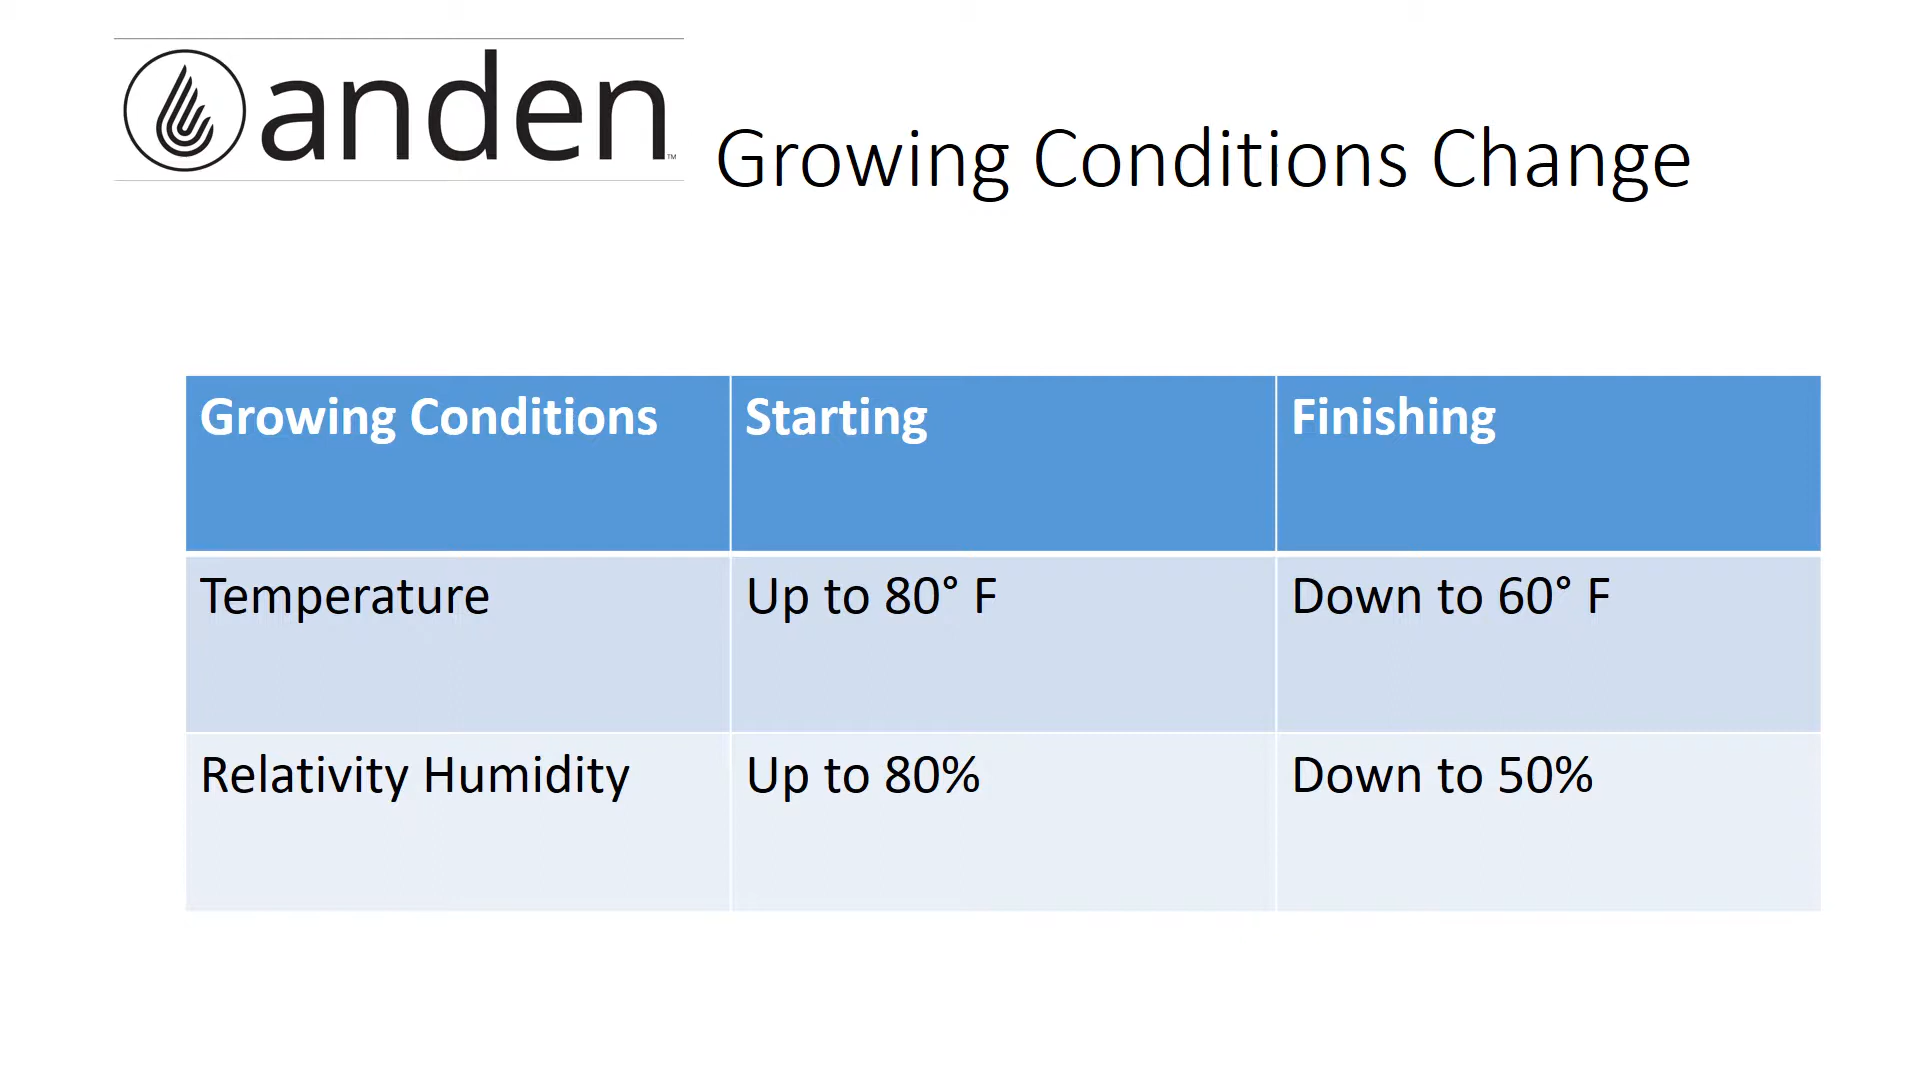 anden™
Growing Conditions Change
Growing Conditions Starting Finishing
Temperature Up to 80° F Down to 60° F
Relativity Humidity Up to 80% Down to 50%